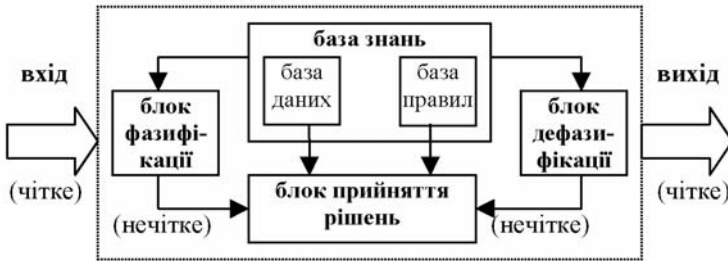 база знань
вхід
база
даних
база
правил
вихід
блок
фазифі-
кації
блок
дефази-
фікації
(чітке)
(нечітке)
блок прийняття
рішень
(нечітке)
(чітке)